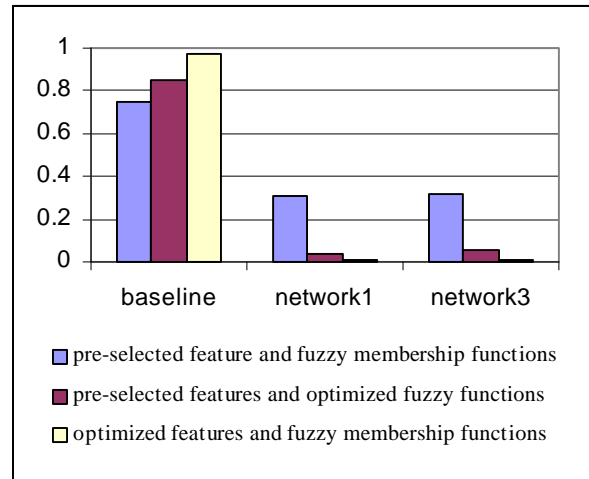 1
0.8
0.6
0.4
0.2
0
baseline network1 network3
pre-selected feature and fuzzy membership functions
pre-selected features and optimized fuzzy functions
optimized features and fuzzy membership functions